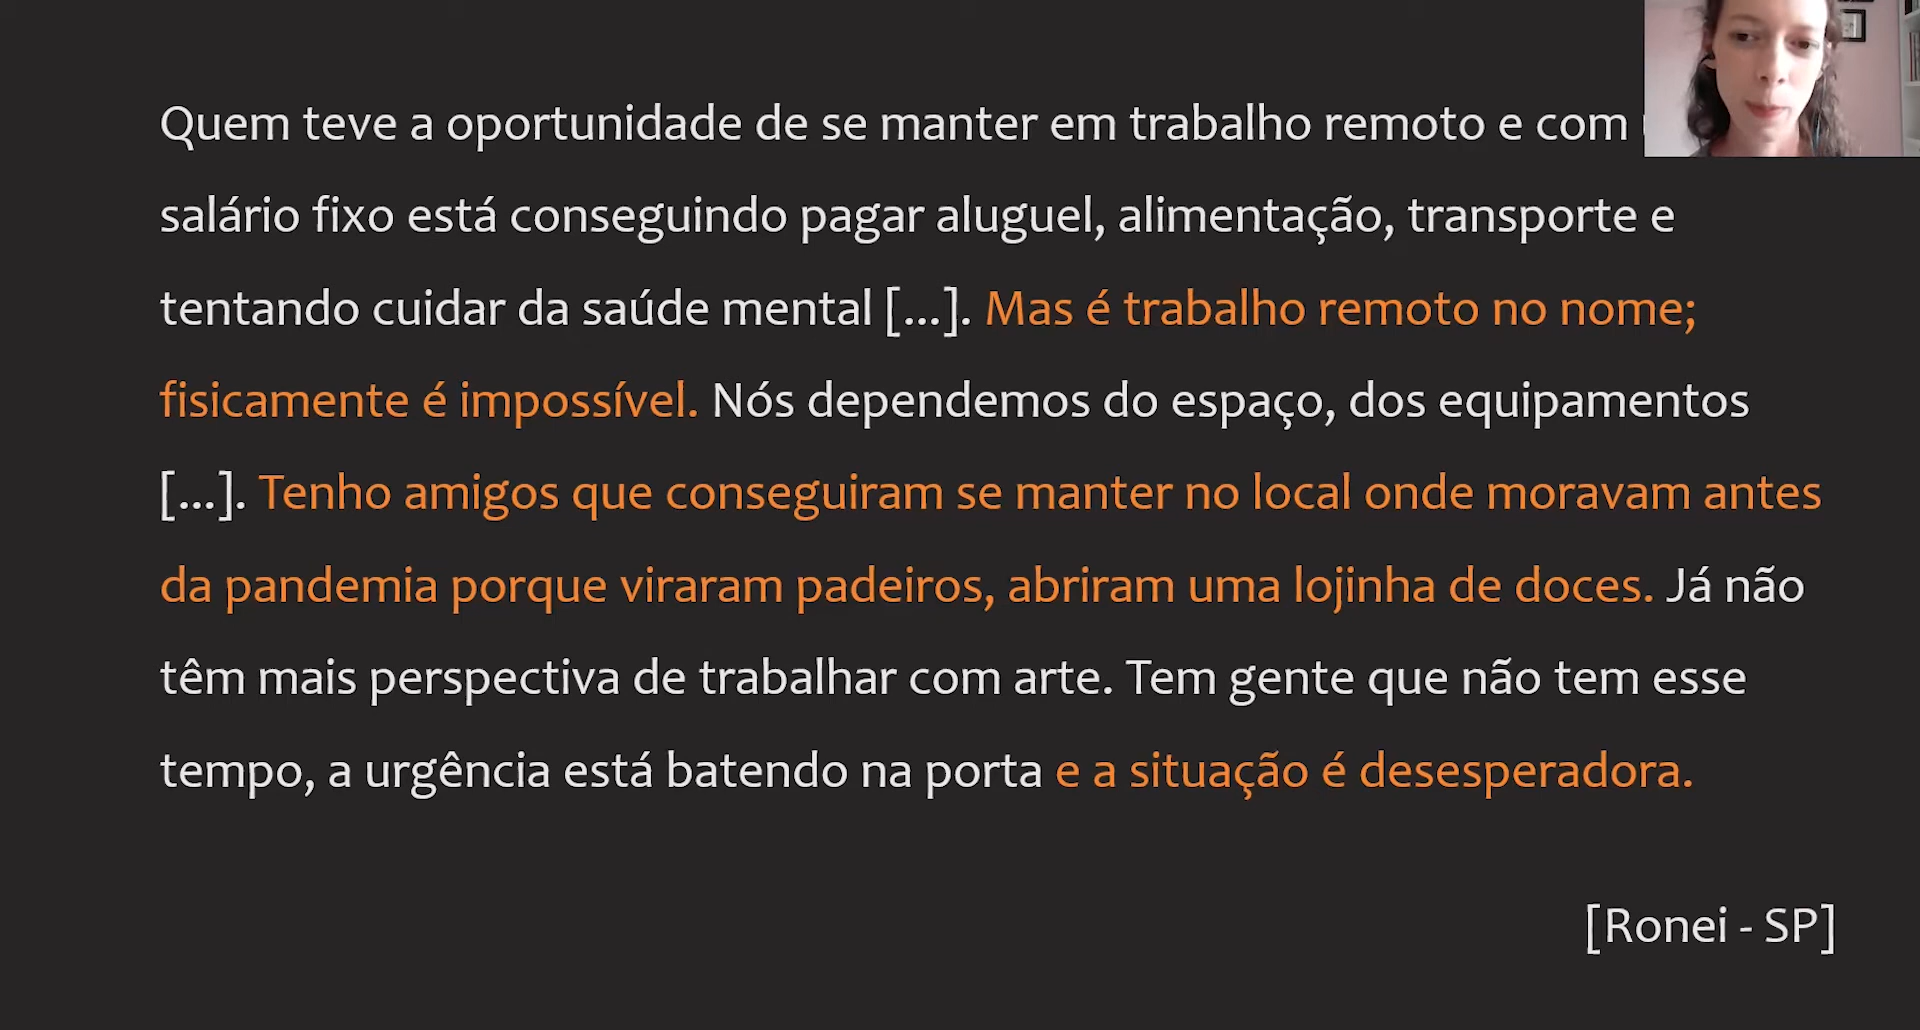 Quem teve a oportunidade de se manter em trabalho remoto e com
salário fixo está conseguindo pagar aluguel, alimentação, transporte e
tentando cuidar da saúde mental [...]. Mas é trabalho remoto no nome;
fisicamente é impossível. Nós dependemos do espaço, dos equipamentos
[...]. Tenho amigos que conseguiram se manter no local onde moravam antes
da pandemia porque viraram padeiros, abriram uma lojinha de doces. Já não
têm mais perspectiva de trabalhar com arte. Tem gente que não tem esse
tempo, a urgência está batendo na porta e a situação é desesperadora.
[Ronei - SP]